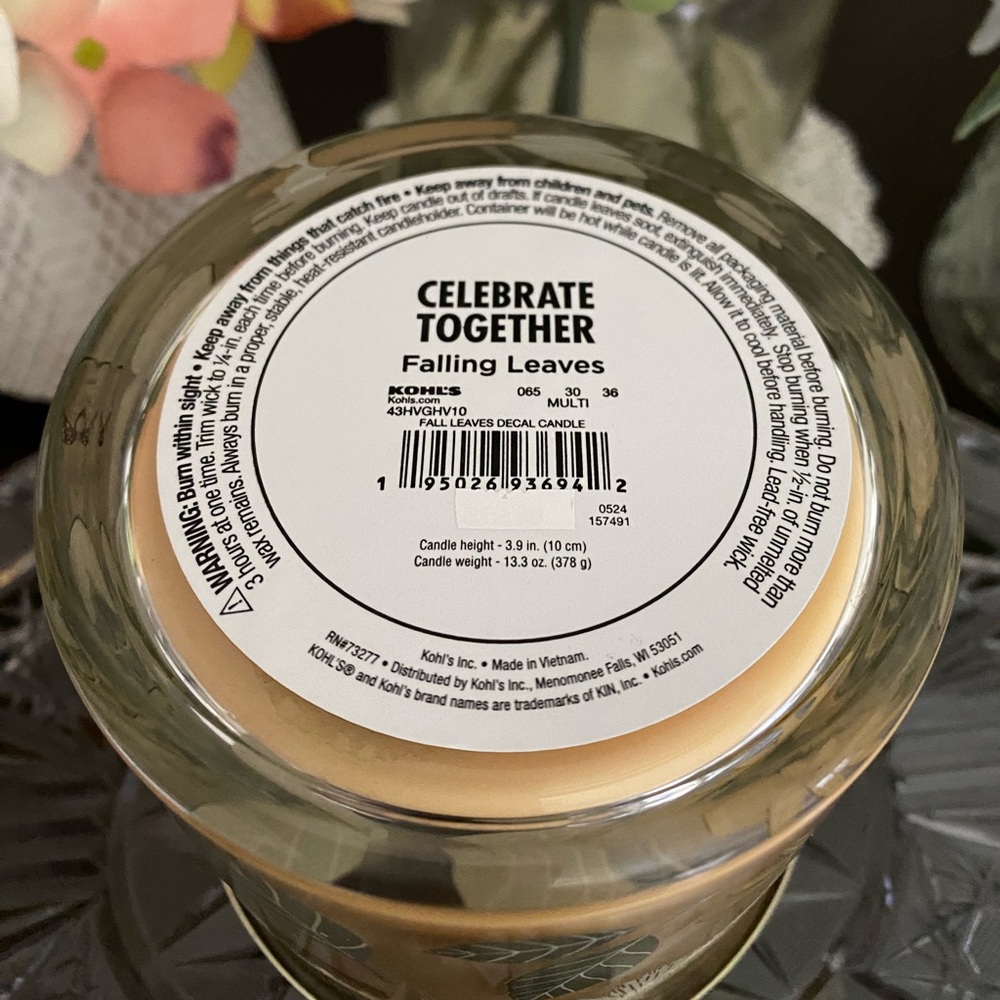 ⚠ WARNING: Burn within sight • Keep away from things that catch fire • Keep away from children and pets. Remove all packaging material before burning. Do not burn more than
3 hours at one time. Trim wick to ¼-in. each time before burning. Keep candle out of drafts. If candle leaves soot, extinguish immediately. Stop burning when ½-in of unmelted
wax remains. Always burn in a proper, stable, heat-resistant candleholder. Container will be hot while candle is lit. Allow it to cool before handling. Lead-free wick.
CELEBRATE
TOGETHER
Falling Leaves
KOHL'S 065 30 36
Kohls.com MULTI
43HVGHV10
FALL LEAVES DECAL CANDLE
1 95026 93694 2
0524
157491
Candle height - 3.9 in. (10 cm)
Candle weight - 13.3 oz. (378 g)
Kohl's Inc. • Made in Vietnam.
RN#73277 • Distributed by Kohl's Inc., Menomonee Falls, WI 53051
KOHL'S® and Kohl's brand names are trademarks of KIN, Inc. • Kohls.com